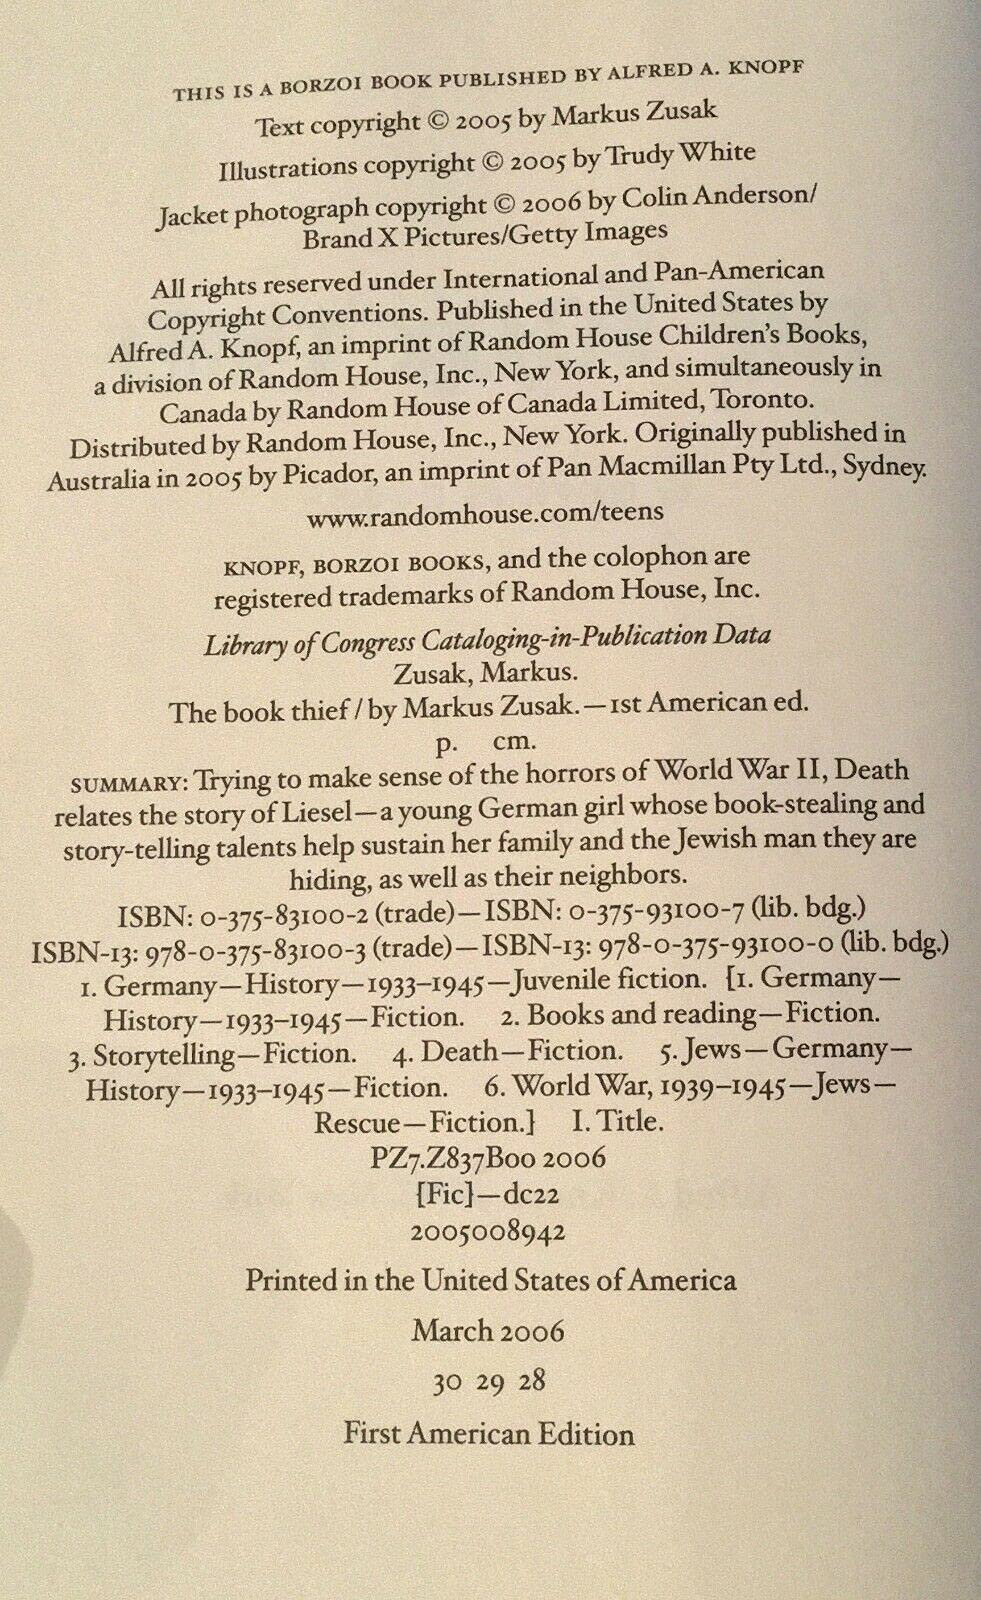 THIS IS A BORZOI BOOK PUBLISHED BY ALFRED A. KNOPF
Text copyright © 2005 by Markus Zusak
Illustrations copyright © 2005 by Trudy White
Jacket photograph copyright © 2006 by Colin Anderson/
Brand X Pictures/Getty Images
All rights reserved under International and Pan-American
Copyright Conventions. Published in the United States by
Alfred A. Knopf, an imprint of Random House Children's Books,
a division of Random House, Inc., New York, and simultaneously in
Canada by Random House of Canada Limited, Toronto.
Distributed by Random House, Inc., New York. Originally published in
Australia in 2005 by Picador, an imprint of Pan Macmillan Pty Ltd., Sydney.
www.randomhouse.com/teens
KNOPF, BORZOI BOOKS, and the colophon are
registered trademarks of Random House, Inc.
Library of Congress Cataloging-in-Publication Data
Zusak, Markus.
The book thief / by Markus Zusak.—1st American ed.
p. cm.
SUMMARY: Trying to make sense of the horrors of World War II, Death
relates the story of Liesel—a young German girl whose book-stealing and
story-telling talents help sustain her family and the Jewish man they are
hiding, as well as their neighbors.
ISBN: 0-375-83100-2 (trade)—ISBN: 0-375-93100-7 (lib. bdg.)
ISBN-13: 978-0-375-83100-3 (trade)—ISBN-13: 978-0-375-93100-0 (lib. bdg.)
1. Germany—History—1933–1945—Juvenile fiction. [1. Germany—
History—1933–1945—Fiction. 2. Books and reading—Fiction.
3. Storytelling—Fiction. 4. Death—Fiction. 5. Jews—Germany—
History—1933–1945—Fiction. 6. World War, 1939–1945—Jews—
Rescue—Fiction.] I. Title.
PZ7.Z837Boo 2006
[Fic]—dc22
2005008942
Printed in the United States of America
March 2006
30 29 28
First American Edition